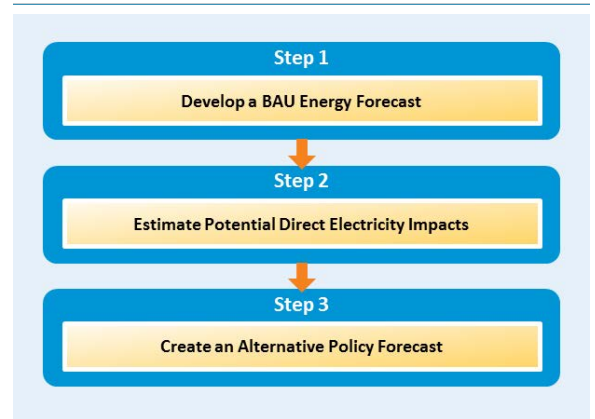 Step 1
Develop a BAU Energy Forecast
Step 2
Estimate Potential Direct Electricity Impacts
Step 3
Create an Alternative Policy Forecast